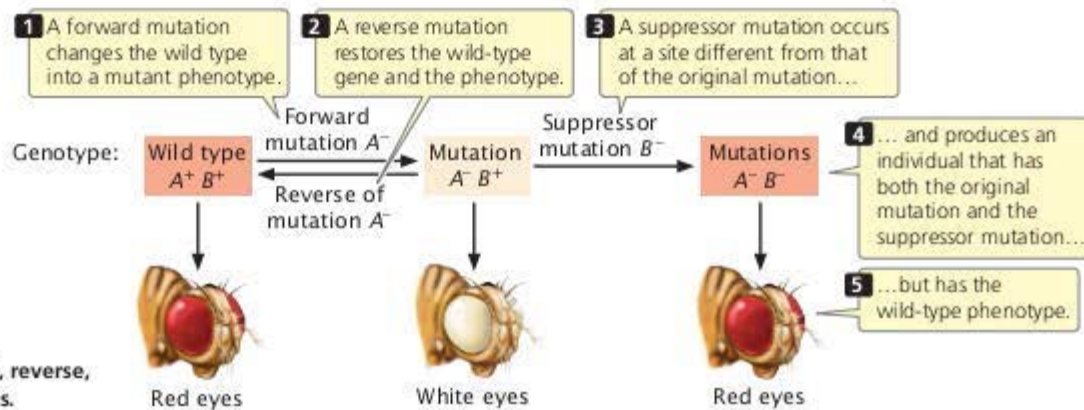 1 A forward mutation
changes the wild type
into a mutant phenotype.
2 A reverse mutation
restores the wild-type
gene and the phenotype.
3 A suppressor mutation occurs
at a site different from that
of the original mutation…
Genotype:
Wild type
A⁺ B⁺
Forward
mutation A⁻
Reverse of
mutation A⁻
Mutation
A⁻ B⁺
Suppressor
mutation B⁻
Mutations
A⁻ B⁻
4 … and produces an
individual that has
both the original
mutation and the
suppressor mutation…
5 …but has the
wild-type phenotype.
, reverse,
s.
Red eyes
White eyes
Red eyes